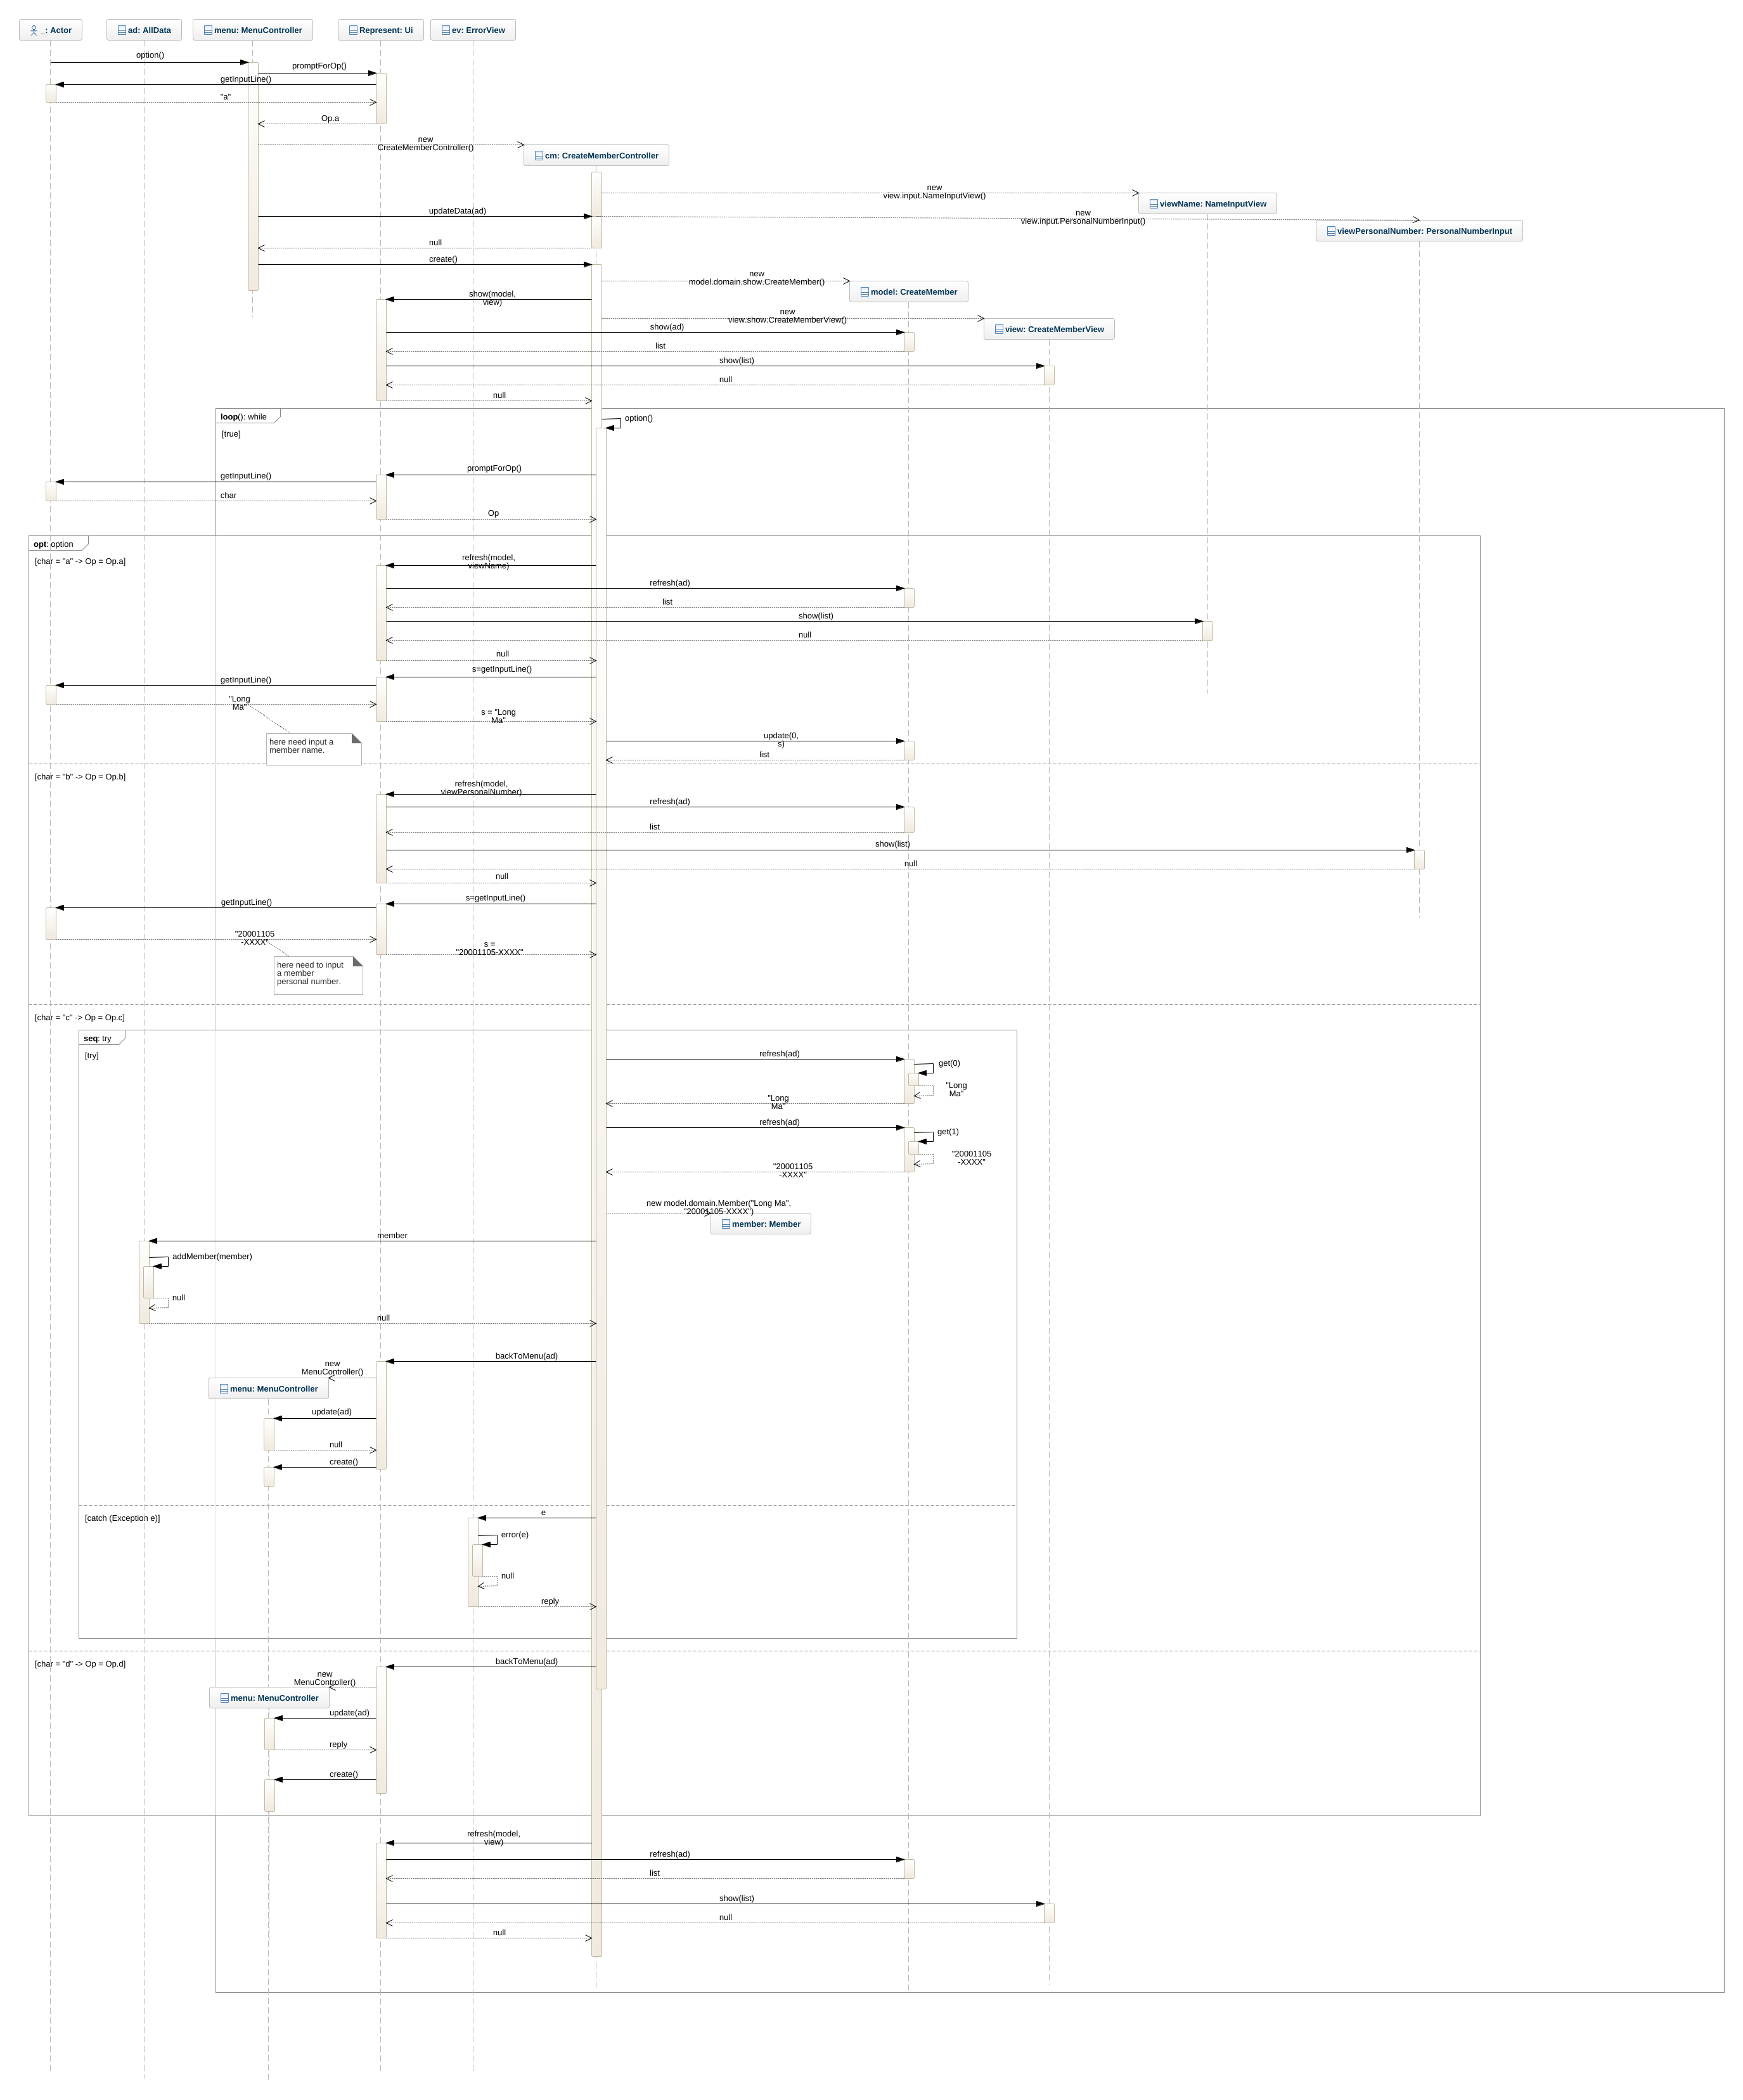 _: Actor
ad: AllData
menu: MenuController
Represent: Ui
ev: ErrorView
option()
promptForOp()
getInputLine()
"a"
Op.a
new
CreateMemberController()
cm: CreateMemberController
new
view.input.NameInputView()
viewName: NameInputView
updateData(ad)
new
view.input.PersonalNumberInput()
viewPersonalNumber: PersonalNumberInput
null
create()
new
model.domain.show.CreateMember()
model: CreateMember
show(model,
view)
new
view.show.CreateMemberView()
view: CreateMemberView
show(ad)
list
show(list)
null
null
loop(): while
[true]
option()
promptForOp()
getInputLine()
char
Op
opt: option
[char = "a" -> Op = Op.a]
refresh(model,
viewName)
refresh(ad)
list
show(list)
null
null
s=getInputLine()
getInputLine()
"Long
Ma"
s = "Long
Ma"
here need input a
member name.
update(0,
s)
list
[char = "b" -> Op = Op.b]
refresh(model,
viewPersonalNumber)
refresh(ad)
list
show(list)
null
null
s=getInputLine()
getInputLine()
"20001105
-XXXX"
s =
"20001105-XXXX"
here need to input
a member
personal number.
[char = "c" -> Op = Op.c]
seq: try
[try]
refresh(ad)
get(0)
"Long
Ma"
"Long
Ma"
refresh(ad)
get(1)
"20001105
-XXXX"
"20001105
-XXXX"
new model.domain.Member("Long Ma",
"20001105-XXXX")
member: Member
member
addMember(member)
null
null
backToMenu(ad)
new
MenuController()
menu: MenuController
update(ad)
null
create()
[catch (Exception e)]
e
error(e)
null
reply
[char = "d" -> Op = Op.d]
backToMenu(ad)
new
MenuController()
menu: MenuController
update(ad)
reply
create()
refresh(model,
view)
refresh(ad)
list
show(list)
null
null